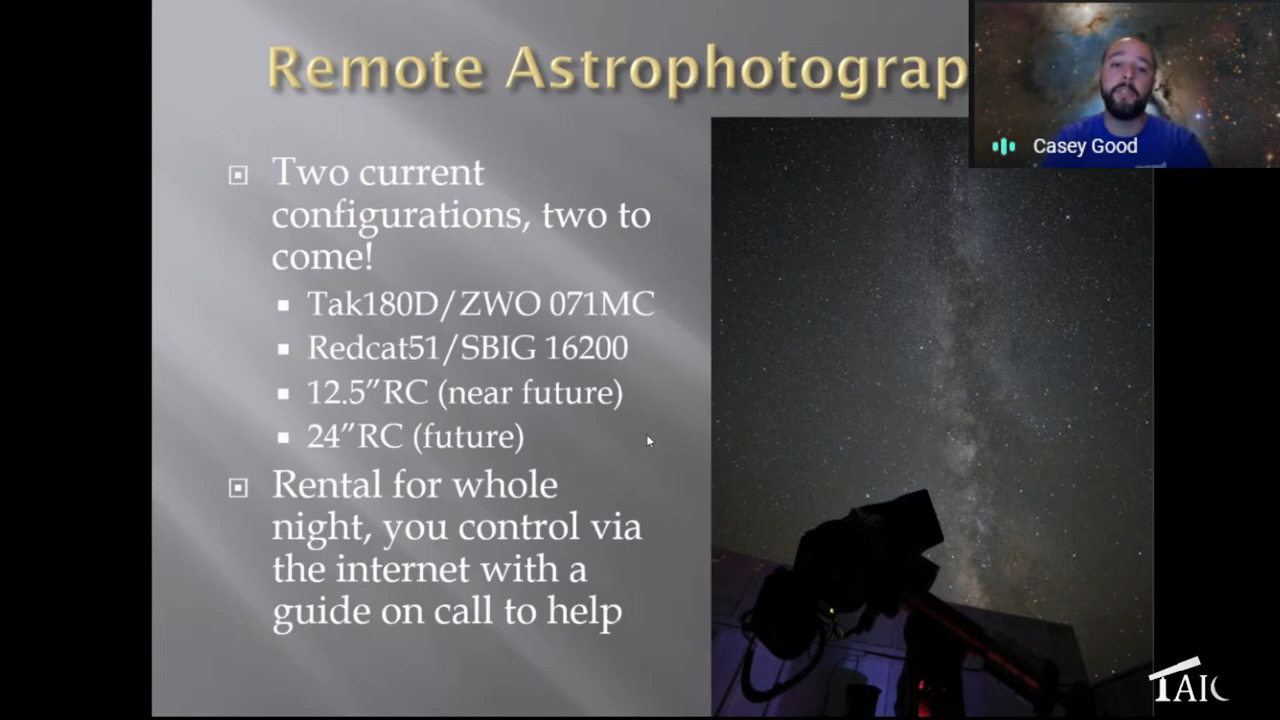 Remote Astrophotograp
Casey Good
Two current
configurations, two to
come!
Tak180D/ZWO 071MC
Redcat51/SBIG 16200
12.5”RC (near future)
24”RC (future)
Rental for whole
night, you control via
the internet with a
guide on call to help
TAIC